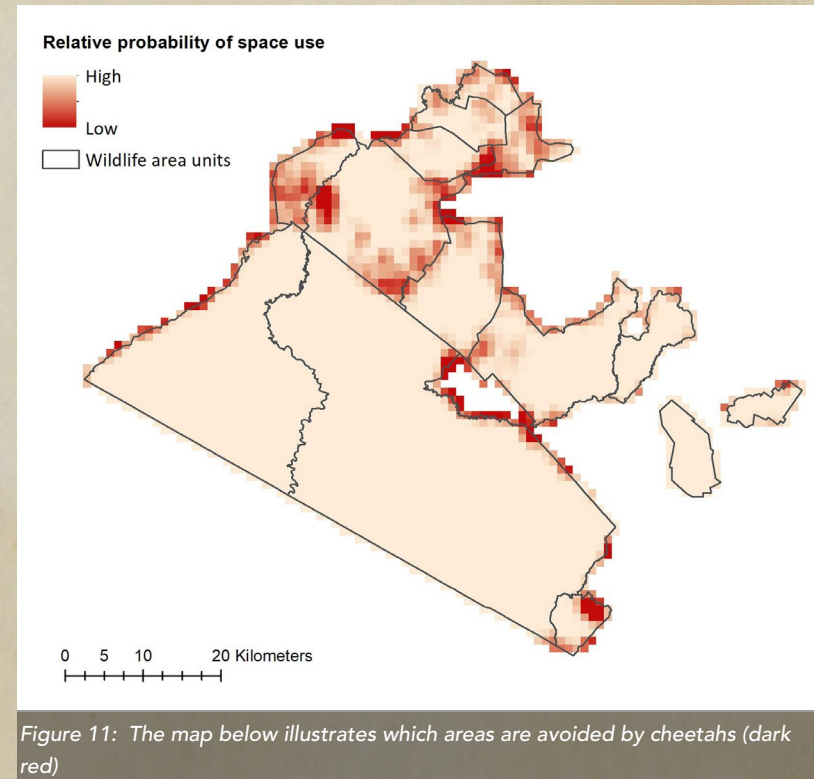 Relative probability of space use
High
Low
Wildlife area units
0 5 10 20 Kilometers
Figure 11: The map below illustrates which areas are avoided by cheetahs (dark
red)